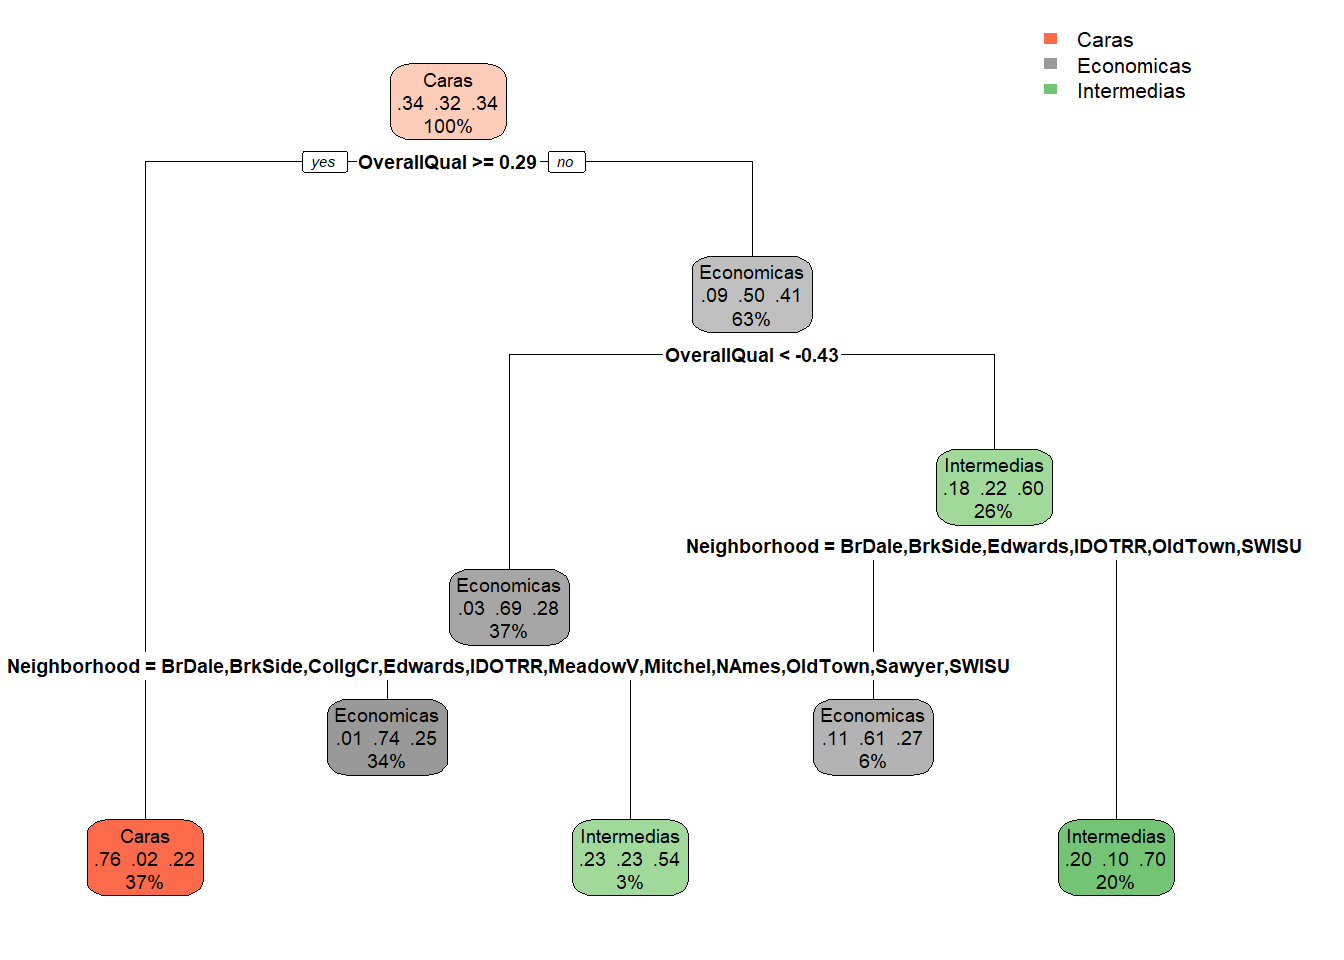 Caras
Economicas
Intermedias
Caras
.34 .32 .34
100%
yes OverallQual >= 0.29 no
Economicas
.09 .50 .41
63%
OverallQual < -0.43
Intermedias
.18 .22 .60
26%
Neighborhood = BrDale,BrkSide,Edwards,IDOTRR,OldTown,SWISU
Economicas
.03 .69 .28
37%
Neighborhood = BrDale,BrkSide,CollgCr,Edwards,IDOTRR,MeadowV,Mitchel,NAmes,OldTown,Sawyer,SWISU
Economicas
.01 .74 .25
34%
Economicas
.11 .61 .27
6%
Caras
.76 .02 .22
37%
Intermedias
.23 .23 .54
3%
Intermedias
.20 .10 .70
20%